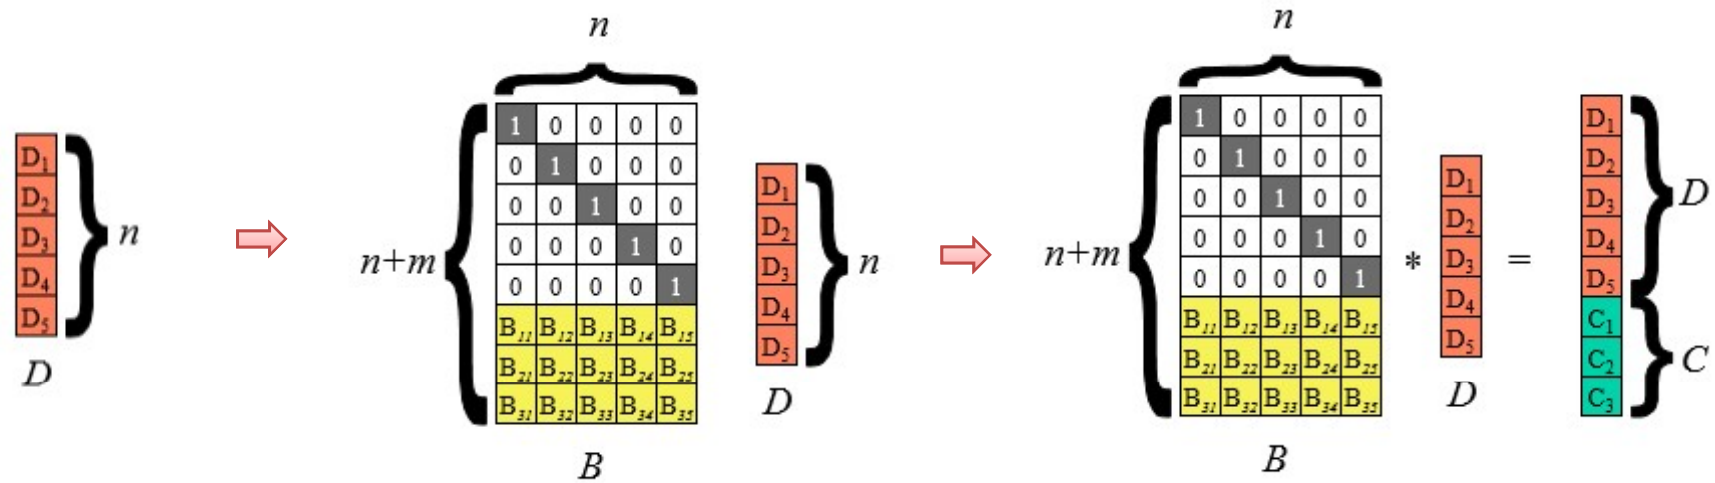 n
n
D₁
D₂
D₃
D₄
D₅
n
D
n+m
1 0 0 0 0
0 1 0 0 0
0 0 1 0 0
0 0 0 1 0
0 0 0 0 1
B₁₁ B₁₂ B₁₃ B₁₄ B₁₅
B₂₁ B₂₂ B₂₃ B₂₄ B₂₅
B₃₁ B₃₂ B₃₃ B₃₄ B₃₅
B
D₁
D₂
D₃
D₄
D₅
n
D
n+m
1 0 0 0 0
0 1 0 0 0
0 0 1 0 0
0 0 0 1 0
0 0 0 0 1
B₁₁ B₁₂ B₁₃ B₁₄ B₁₅
B₂₁ B₂₂ B₂₃ B₂₄ B₂₅
B₃₁ B₃₂ B₃₃ B₃₄ B₃₅
B
*
D₁
D₂
D₃
D₄
D₅
D
=
D₁
D₂
D₃
D₄
D₅
C₁
C₂
C₃
D
C